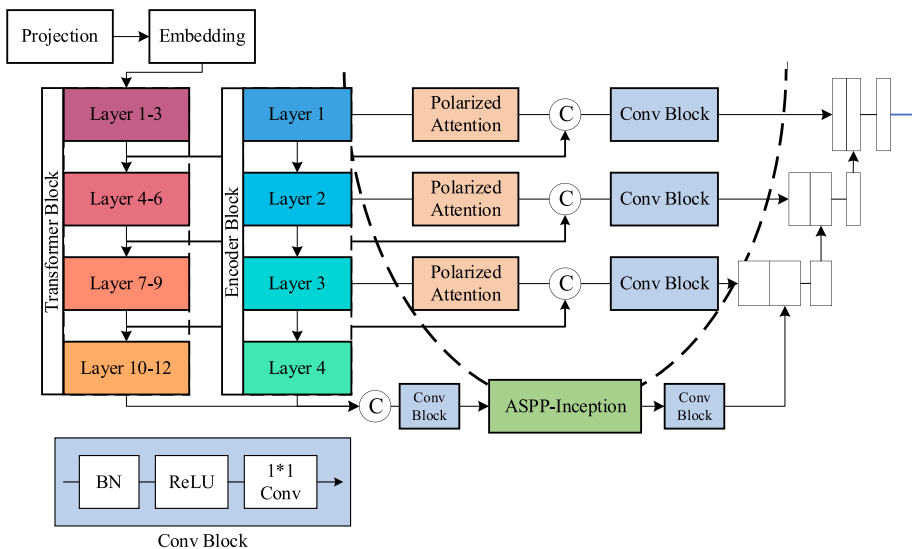 Projection
Embedding
Transformer Block
Layer 1-3
Layer 4-6
Layer 7-9
Layer 10-12
Encoder Block
Layer 1
Layer 2
Layer 3
Layer 4
Polarized
Attention
C
Conv Block
Polarized
Attention
C
Conv Block
Polarized
Attention
C
Conv Block
C
Conv
Block
ASPP-Inception
Conv
Block
BN
ReLU
1*1
Conv
Conv Block